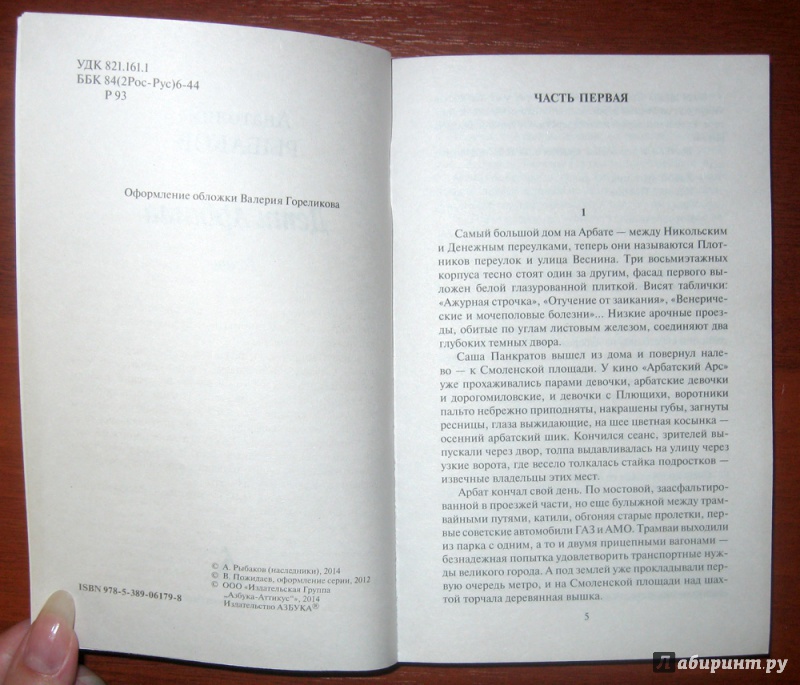 УДК 821.161.1
ББК 84(2Рос-Рус)6-44
Р 93
Оформление обложки Валерия Гореликова
© А. Рыбаков (наследники), 2014
© В. Пожидаев, оформление серии, 2012
© ООО «Издательская Группа
„Азбука-Аттикус“», 2014
Издательство АЗБУКА®
ISBN 978-5-389-06179-8
ЧАСТЬ ПЕРВАЯ
1
Самый большой дом на Арбате — между Никольским
и Денежным переулками, теперь они называются Плот-
ников переулок и улица Веснина. Три восьмиэтажных
корпуса тесно стоят один за другим, фасад первого вы-
ложен белой глазурованной плиткой. Висят таблички:
«Ажурная строчка», «Отучение от заикания», «Венериче-
ские и мочеполовые болезни»... Низкие арочные проез-
ды, обитые по углам листовым железом, соединяют два
глубоких темных двора.
Саша Панкратов вышел из дома и повернул нале-
во — к Смоленской площади. У кино «Арбатский Арс»
уже прохаживались парами девочки, арбатские девочки
и дорогомиловские, и девочки с Плющихи, воротники
пальто небрежно приподняты, накрашены губы, загнуты
ресницы, глаза выжидающие, на шее цветная косынка —
осенний арбатский шик. Кончился сеанс, зрителей вы-
пускали через двор, толпа выдавливалась на улицу через
узкие ворота, где весело толкалась стайка подростков —
извечные владельцы этих мест.
Арбат кончал свой день. По мостовой, заасфальтиро-
ванной в проезжей части, но еще булыжной между трам-
вайными путями, катили, обгоняя старые пролетки, пер-
вые советские автомобили ГАЗ и АМО. Трамваи выходили
из парка с одним, а то и двумя прицепными вагонами —
безнадежная попытка удовлетворить транспортные нуж-
ды великого города. А под землей уже прокладывали пер-
вую очередь метро, и на Смоленской площади над шах-
той торчала деревянная вышка.
5
Лабиринт.ру